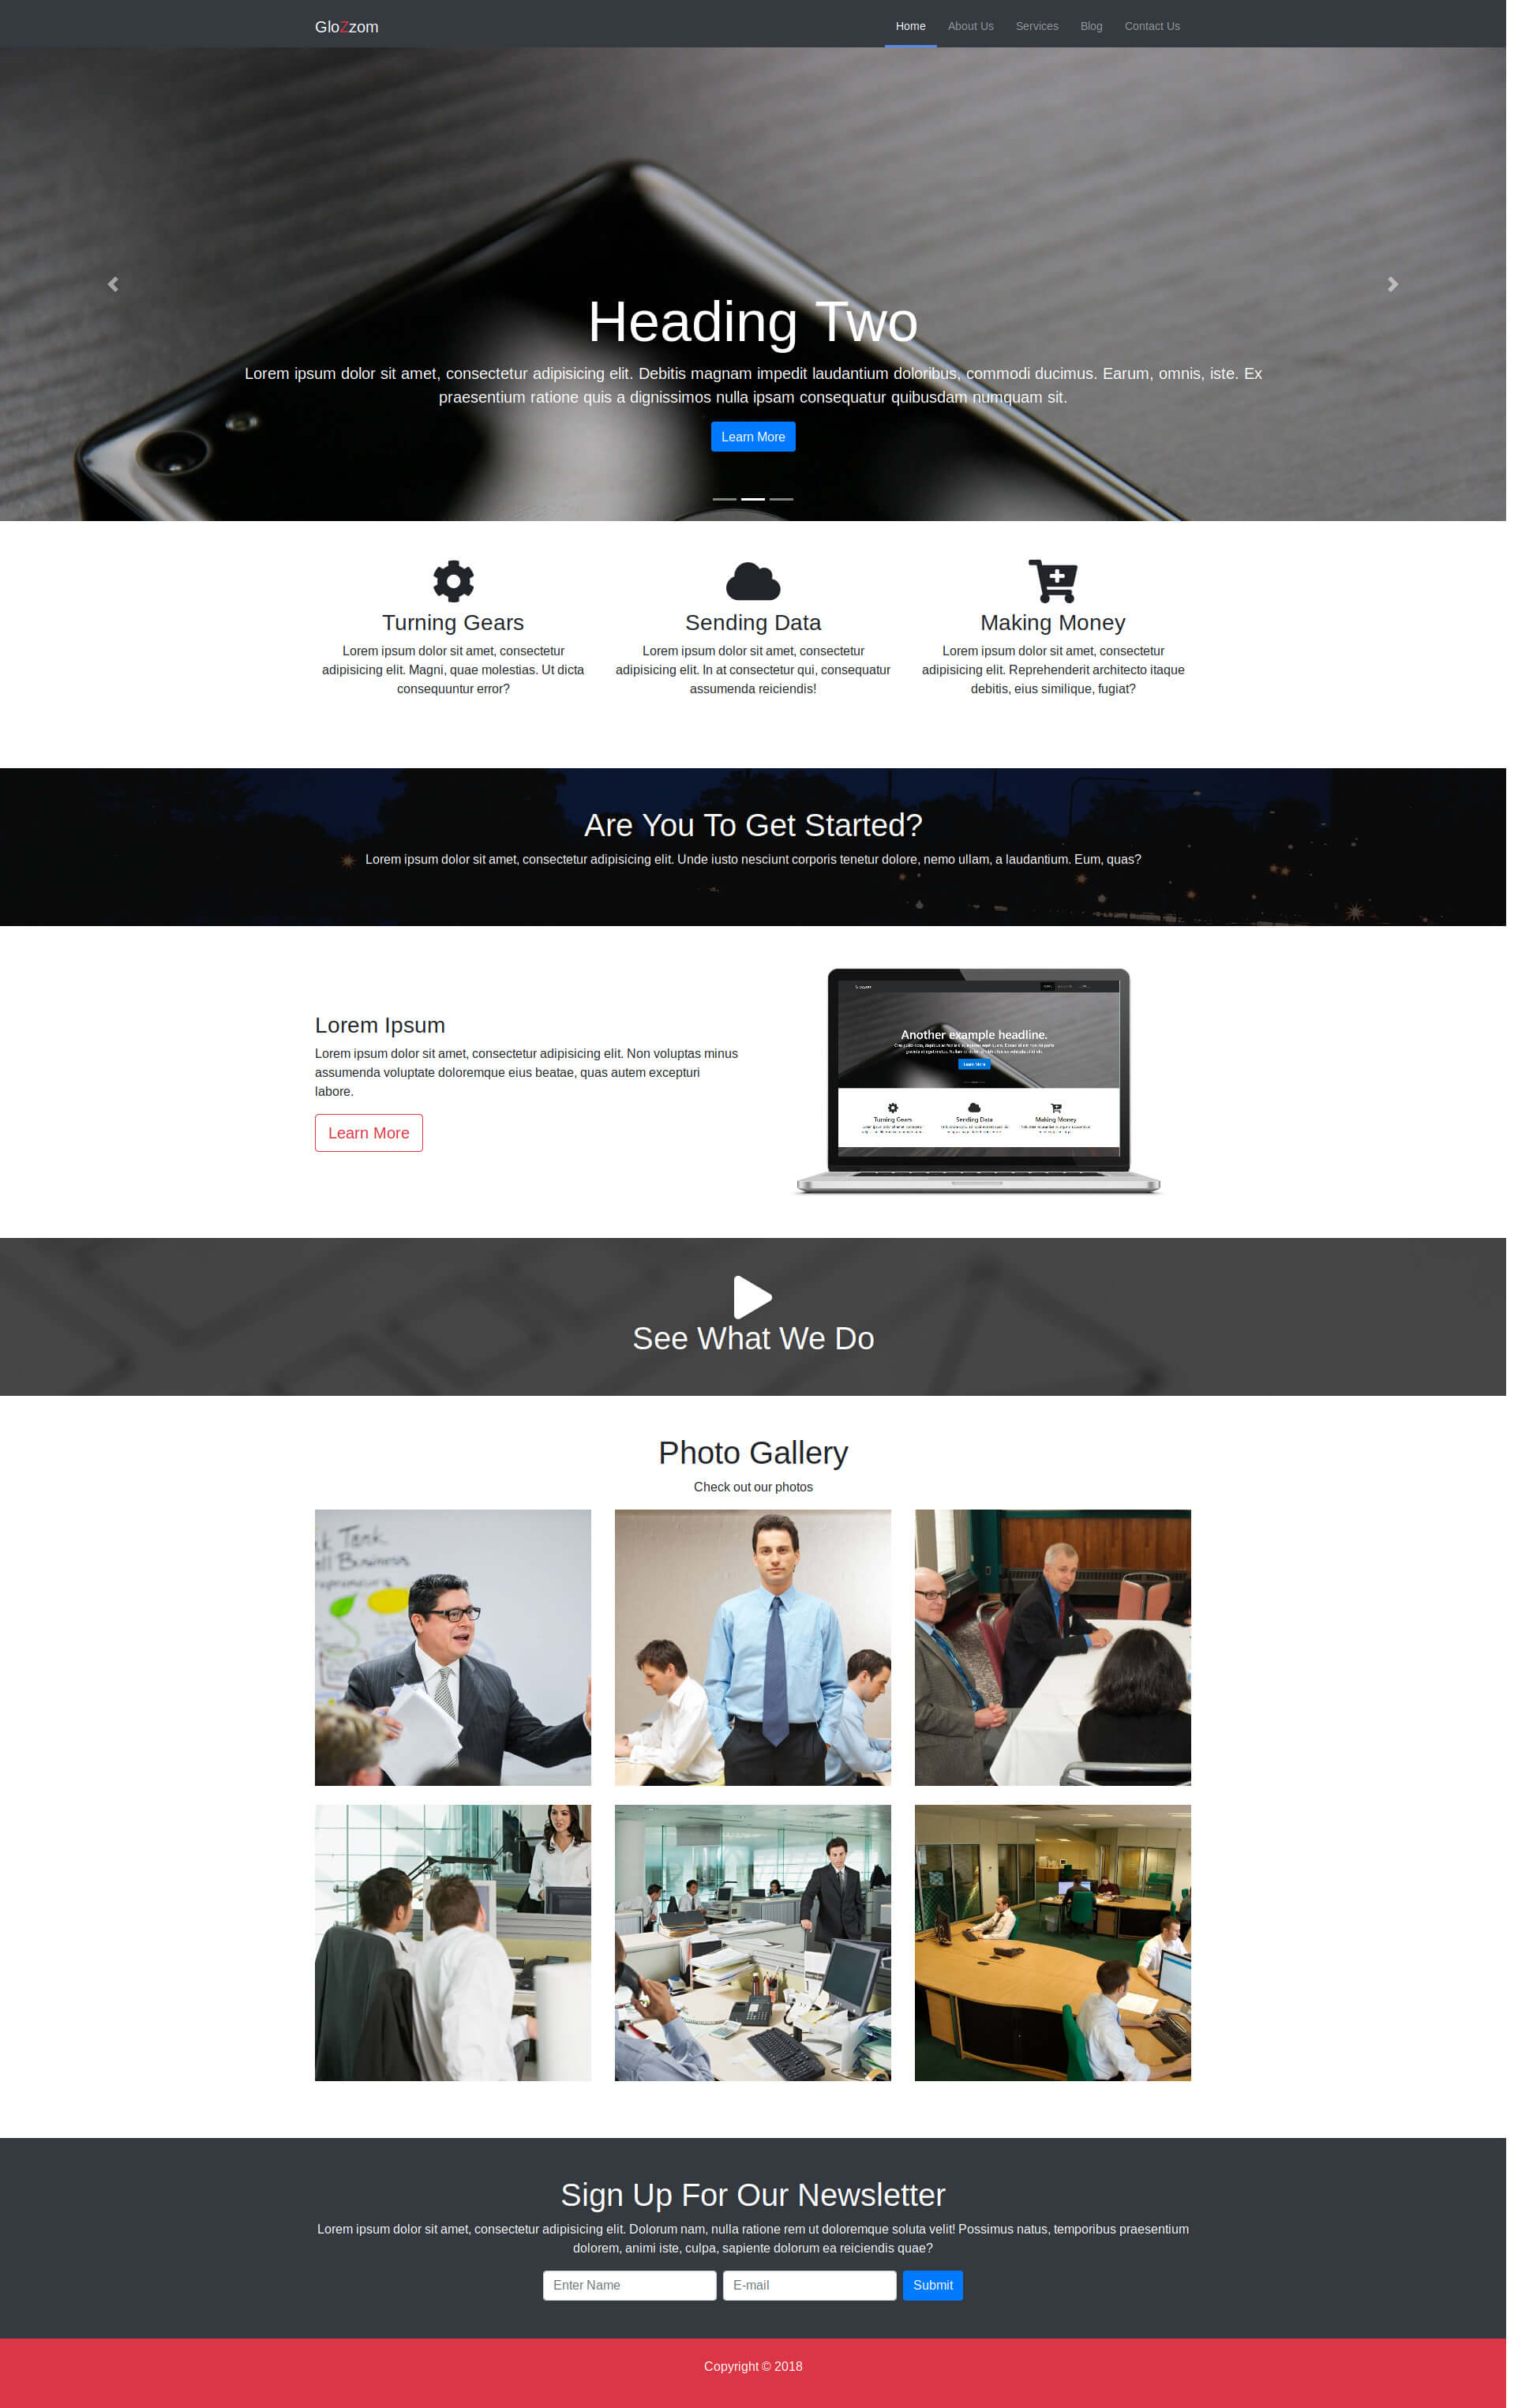 GloZzom
Home About Us Services Blog Contact Us
Heading Two
Lorem ipsum dolor sit amet, consectetur adipisicing elit. Debitis magnam impedit laudantium doloribus, commodi ducimus. Earum, omnis, iste. Ex
praesentium ratione quis a dignissimos nulla ipsam consequatur quibusdam numquam sit.
Learn More
Turning Gears
Lorem ipsum dolor sit amet, consectetur
adipisicing elit. Magni, quae molestias. Ut dicta
consequuntur error?
Sending Data
Lorem ipsum dolor sit amet, consectetur
adipisicing elit. In at consectetur qui, consequatur
assumenda reiciendis!
Making Money
Lorem ipsum dolor sit amet, consectetur
adipisicing elit. Reprehenderit architecto itaque
debitis, eius similique, fugiat?
Are You To Get Started?
Lorem ipsum dolor sit amet, consectetur adipisicing elit. Unde iusto nesciunt corporis tenetur dolore, nemo ullam, a laudantium. Eum, quas?
Lorem Ipsum
Lorem ipsum dolor sit amet, consectetur adipisicing elit. Non voluptas minus
assumenda voluptate doloremque eius beatae, quas autem excepturi
labore.
Learn More
Another example headline.
Learn More
Turning Gears
Sending Data
Making Money
See What We Do
Photo Gallery
Check out our photos
Tank
Business
Sign Up For Our Newsletter
Lorem ipsum dolor sit amet, consectetur adipisicing elit. Dolorum nam, nulla ratione rem ut doloremque soluta velit! Possimus natus, temporibus praesentium
dolorem, animi iste, culpa, sapiente dolorum ea reiciendis quae?
Enter Name
E-mail
Submit
Copyright © 2018